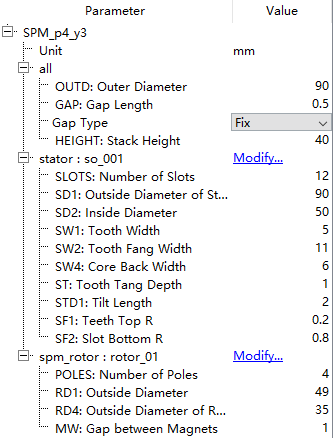 Parameter Value
SPM_p4_y3
Unit mm
all
OUTD: Outer Diameter 90
GAP: Gap Length 0.5
Gap Type Fix
HEIGHT: Stack Height 40
stator : so_001 Modify...
SLOTS: Number of Slots 12
SD1: Outside Diameter of St... 90
SD2: Inside Diameter 50
SW1: Tooth Width 5
SW2: Tooth Fang Width 11
SW4: Core Back Width 6
ST: Tooth Tang Depth 1
STD1: Tilt Length 2
SF1: Teeth Top R 0.2
SF2: Slot Bottom R 0.8
spm_rotor : rotor_01 Modify...
POLES: Number of Poles 4
RD1: Outside Diameter 49
RD4: Outside Diameter of R... 35
MW: Gap between Magnets 1